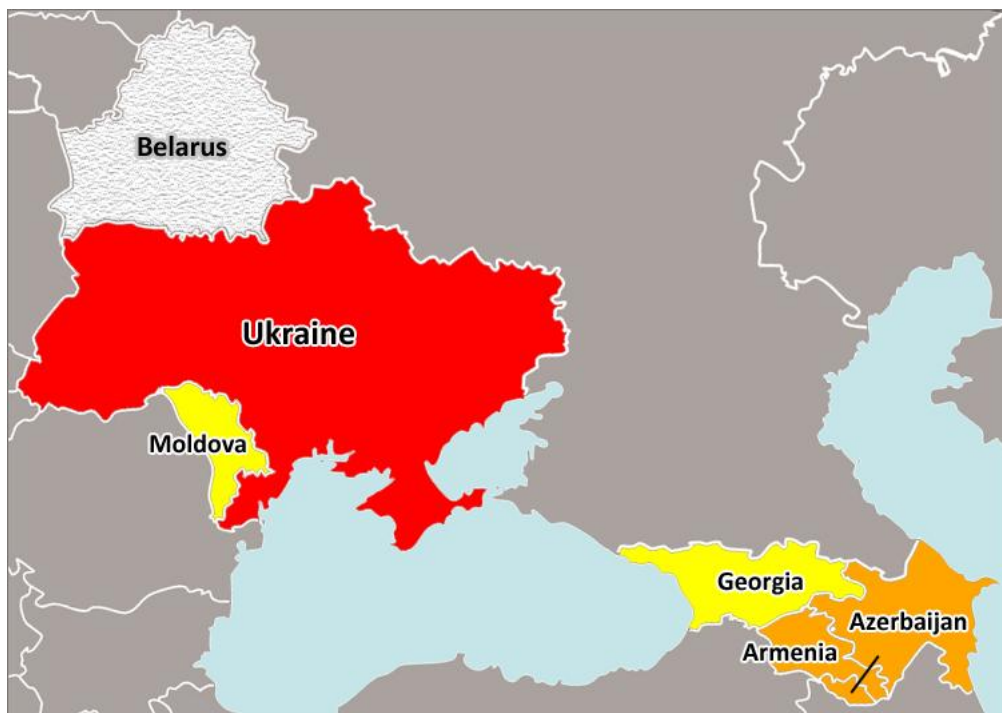 Belarus
Ukraine
Moldova
Georgia
Azerbaijan
Armenia